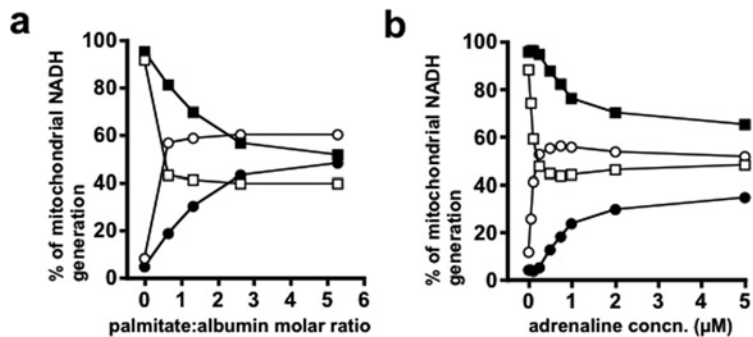 a
100
80
60
40
20
0
% of mitochondrial NADH
generation
0 1 2 3 4 5 6
palmitate:albumin molar ratio
b
100
80
60
40
20
0
% of mitochondrial NADH
generation
0 1 2 3 4 5
adrenaline concn. (µM)